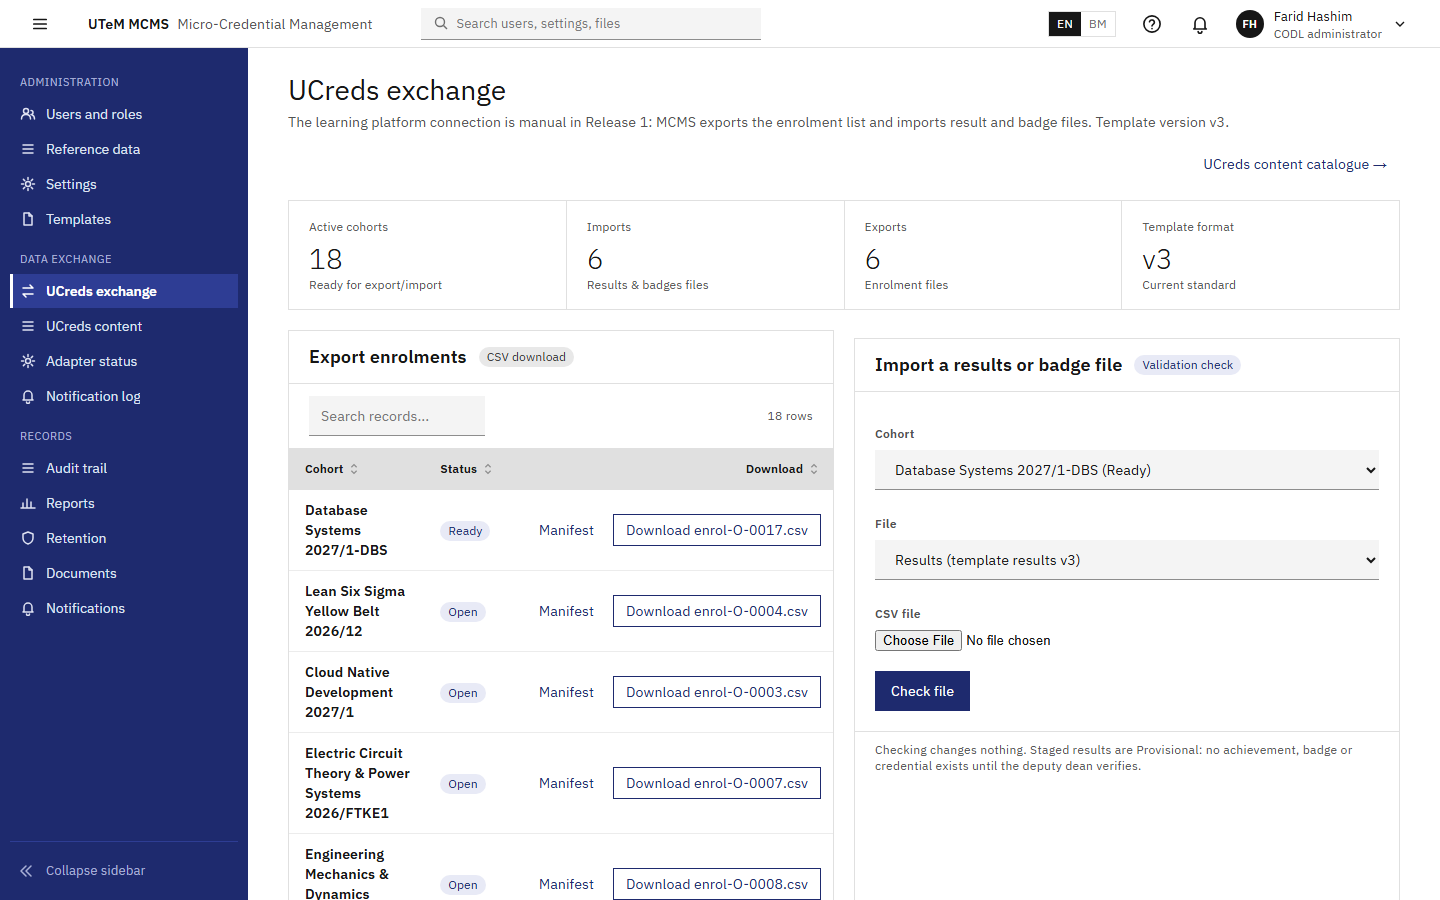 UTeM MCMS Micro-Credential Management
Search users, settings, files
EN BM
FH
Farid Hashim
CODL administrator
ADMINISTRATION
Users and roles
Reference data
Settings
Templates
DATA EXCHANGE
UCreds exchange
UCreds content
Adapter status
Notification log
RECORDS
Audit trail
Reports
Retention
Documents
Notifications
Collapse sidebar
UCreds exchange
The learning platform connection is manual in Release 1: MCMS exports the enrolment list and imports result and badge files. Template version v3.
UCreds content catalogue →
Active cohorts
18
Ready for export/import
Imports
6
Results & badges files
Exports
6
Enrolment files
Template format
v3
Current standard
Export enrolments CSV download
Search records...
18 rows
Cohort Status Download
Database
Systems
2027/1-DBS
Ready Manifest Download enrol-O-0017.csv
Lean Six Sigma
Yellow Belt
2026/12
Open Manifest Download enrol-O-0004.csv
Cloud Native
Development
2027/1
Open Manifest Download enrol-O-0003.csv
Electric Circuit
Theory & Power
Systems
2026/FTKE1
Open Manifest Download enrol-O-0007.csv
Engineering
Mechanics &
Dynamics
Open Manifest Download enrol-O-0008.csv
Import a results or badge file Validation check
Cohort
Database Systems 2027/1-DBS (Ready)
File
Results (template results v3)
CSV file
Choose File No file chosen
Check file
Checking changes nothing. Staged results are Provisional: no achievement, badge or
credential exists until the deputy dean verifies.